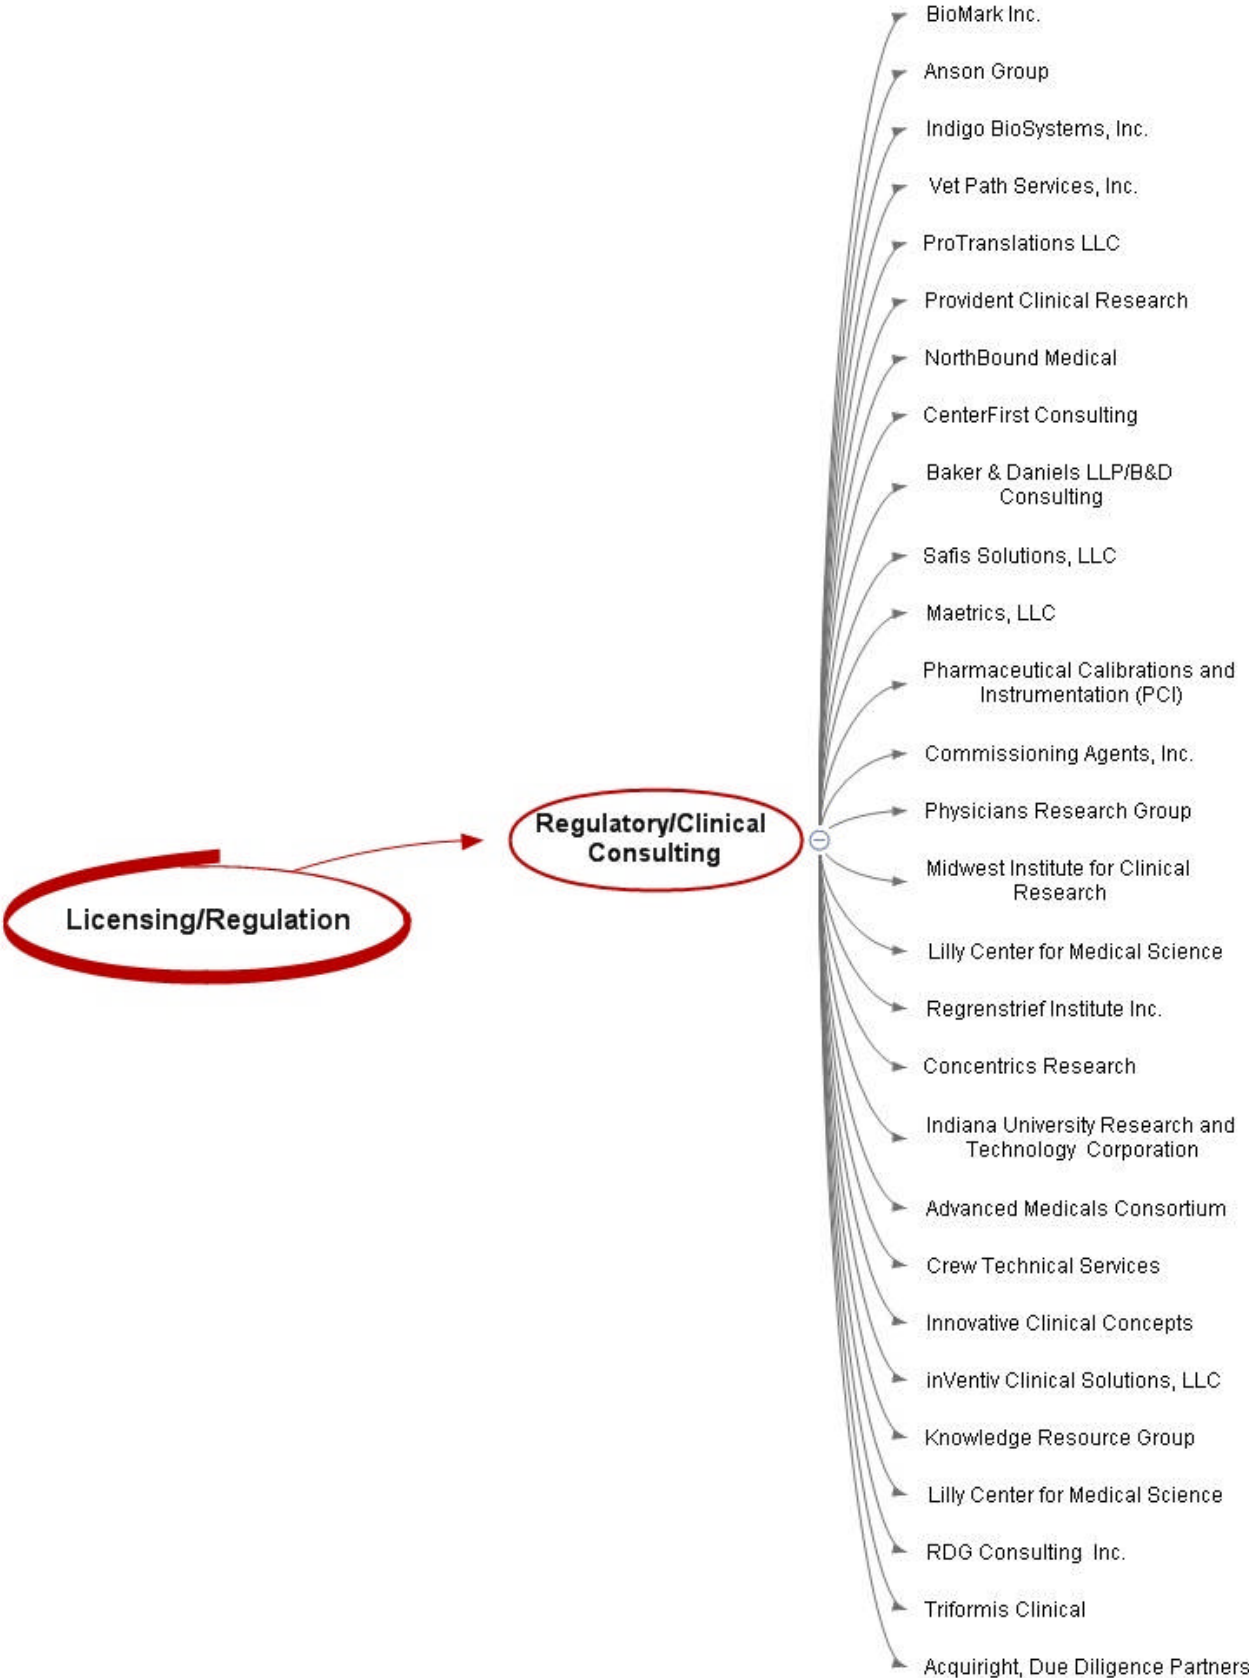 BioMark Inc.
Anson Group
Indigo BioSystems, Inc.
Vet Path Services, Inc.
ProTranslations LLC
Provident Clinical Research
NorthBound Medical
CenterFirst Consulting
Baker & Daniels LLP/B&D
Consulting
Safis Solutions, LLC
Maetrics, LLC
Pharmaceutical Calibrations and
Instrumentation (PCI)
Commissioning Agents, Inc.
Physicians Research Group
Regulatory/Clinical
Consulting
Midwest Institute for Clinical
Research
Licensing/Regulation
Lilly Center for Medical Science
Regrenstrief Institute Inc.
Concentrics Research
Indiana University Research and
Technology Corporation
Advanced Medicals Consortium
Crew Technical Services
Innovative Clinical Concepts
inVentiv Clinical Solutions, LLC
Knowledge Resource Group
Lilly Center for Medical Science
RDG Consulting Inc.
Triformis Clinical
Acquiright, Due Diligence Partners